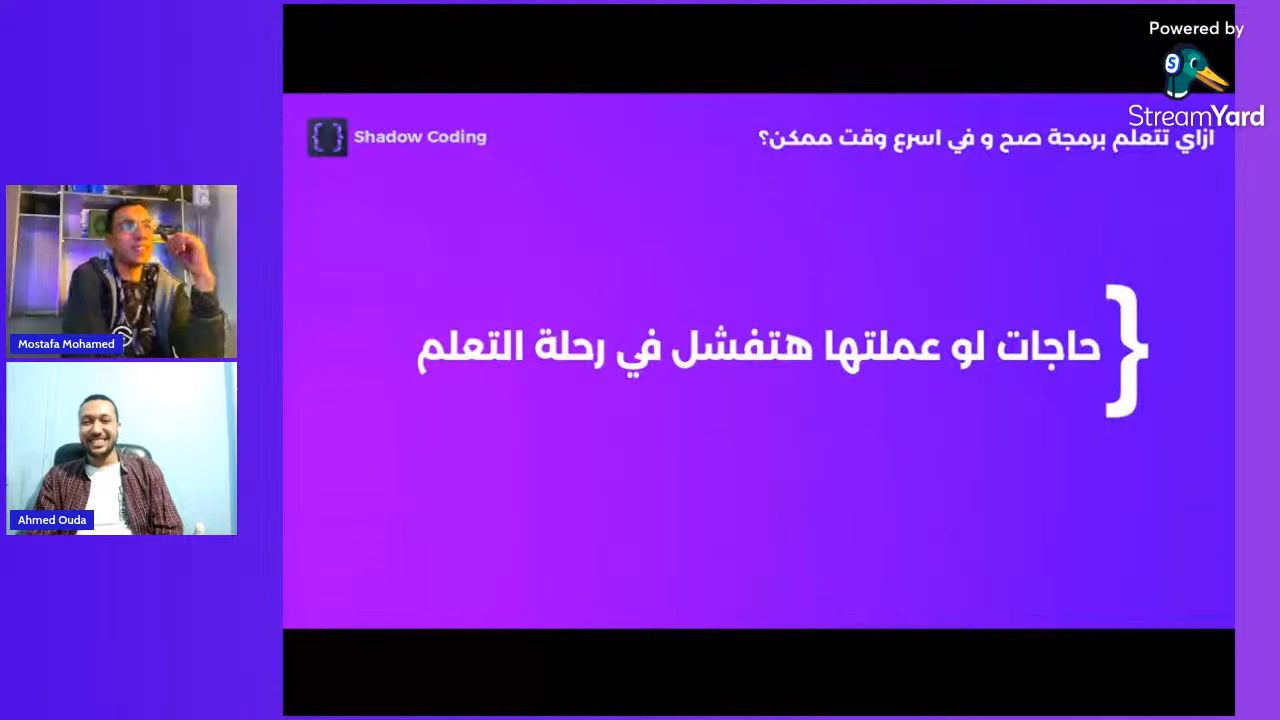 Powered by
StreamYard
{ } Shadow Coding
ازاي تتعلم برمجة صح و في اسرع وقت ممكن؟
{ حاجات لو عملتها هتفشل في رحلة التعلم
Mostafa Mohamed
Ahmed Ouda